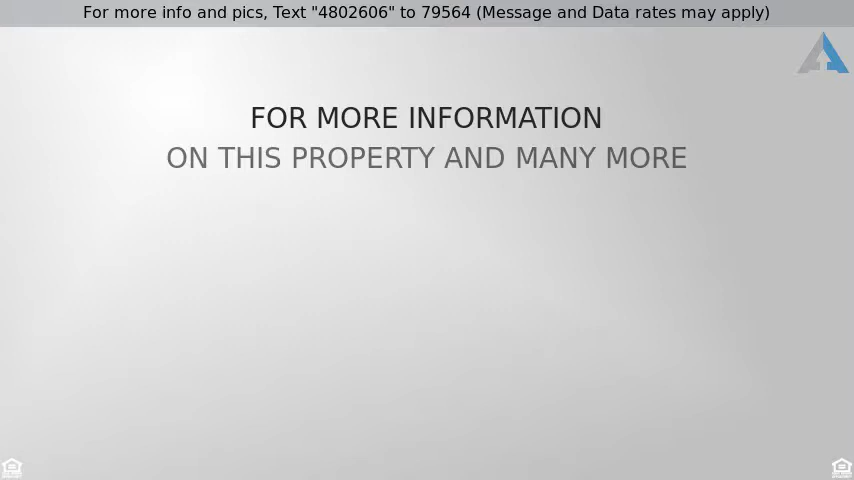 For more info and pics, Text "4802606" to 79564 (Message and Data rates may apply)
FOR MORE INFORMATION
ON THIS PROPERTY AND MANY MORE